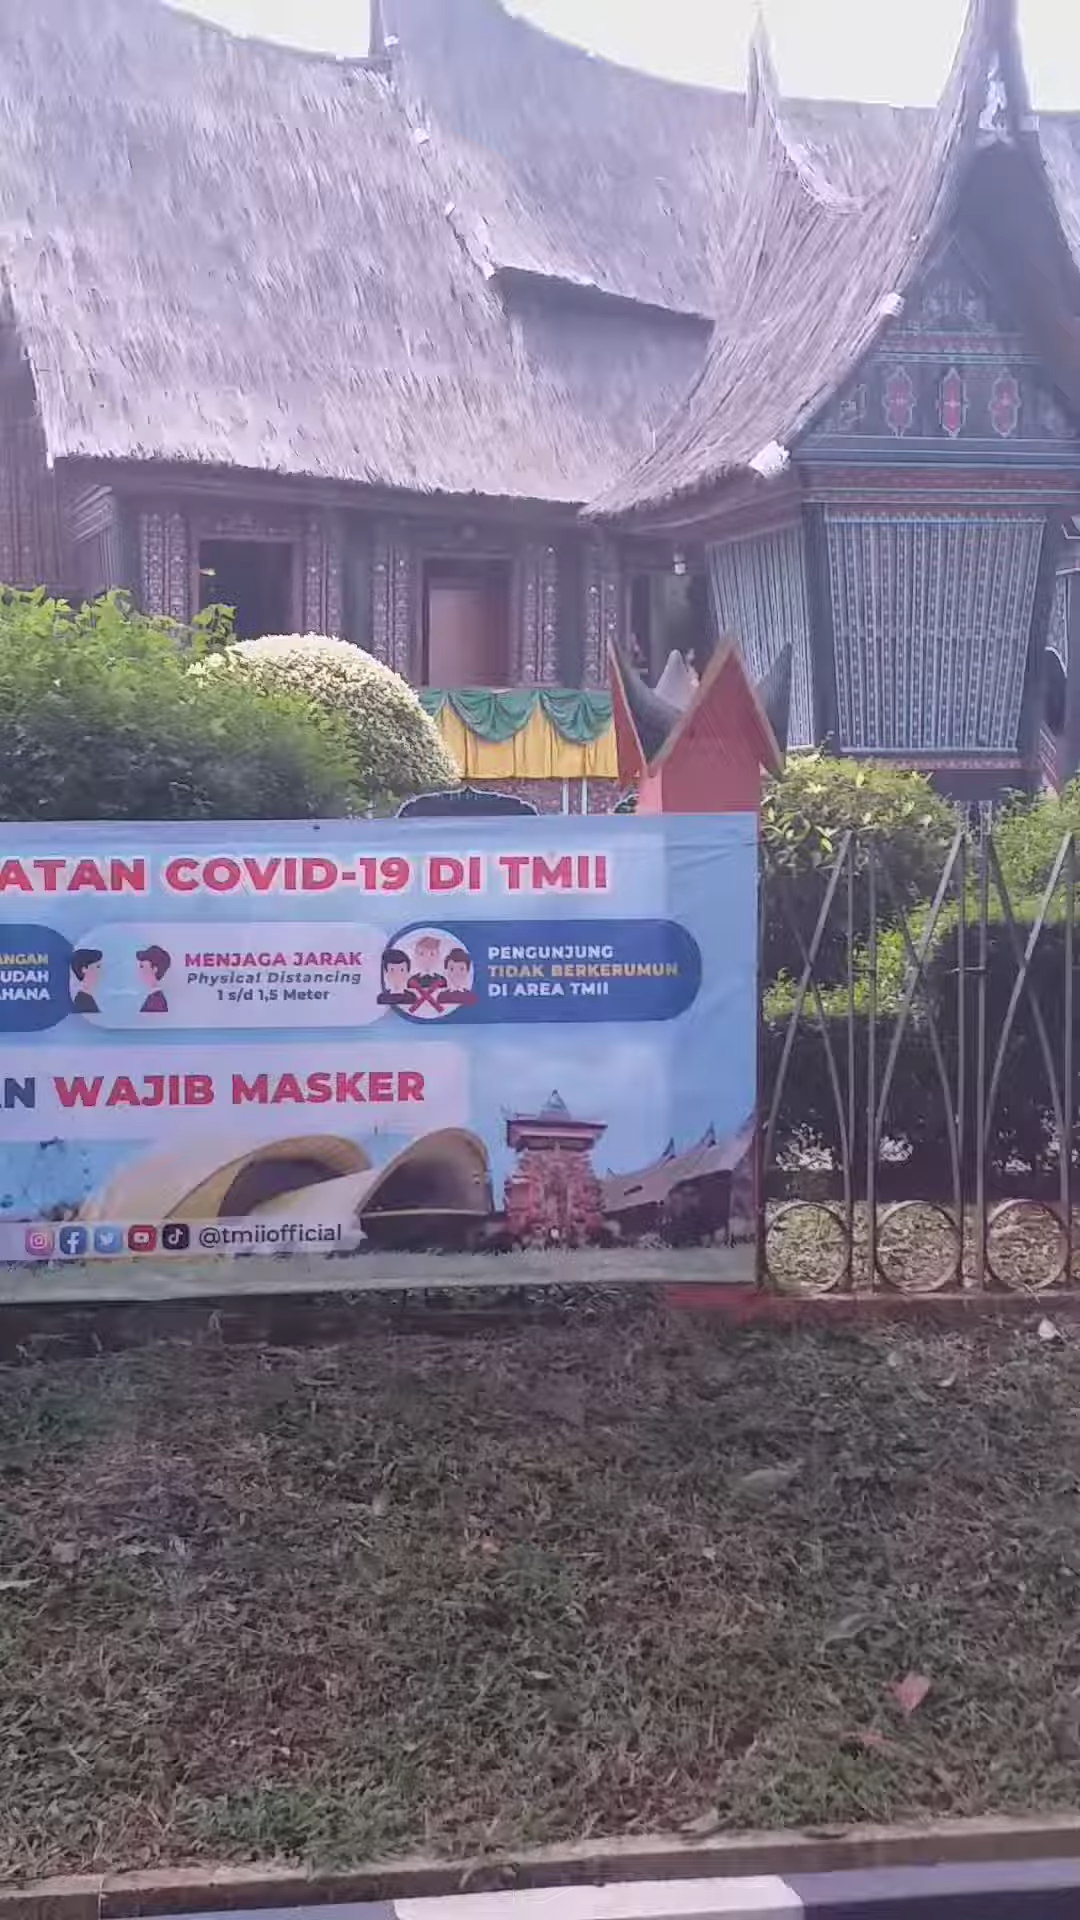 ATAN COVID-19 DI TMII
ANGAN
UDAH
AHANA
MENJAGA JARAK
Physical Distancing
1 s/d 1,5 Meter
PENGUNJUNG
TIDAK BERKERUMUN
DI AREA TMII
AN WAJIB MASKER
@tmiiofficial